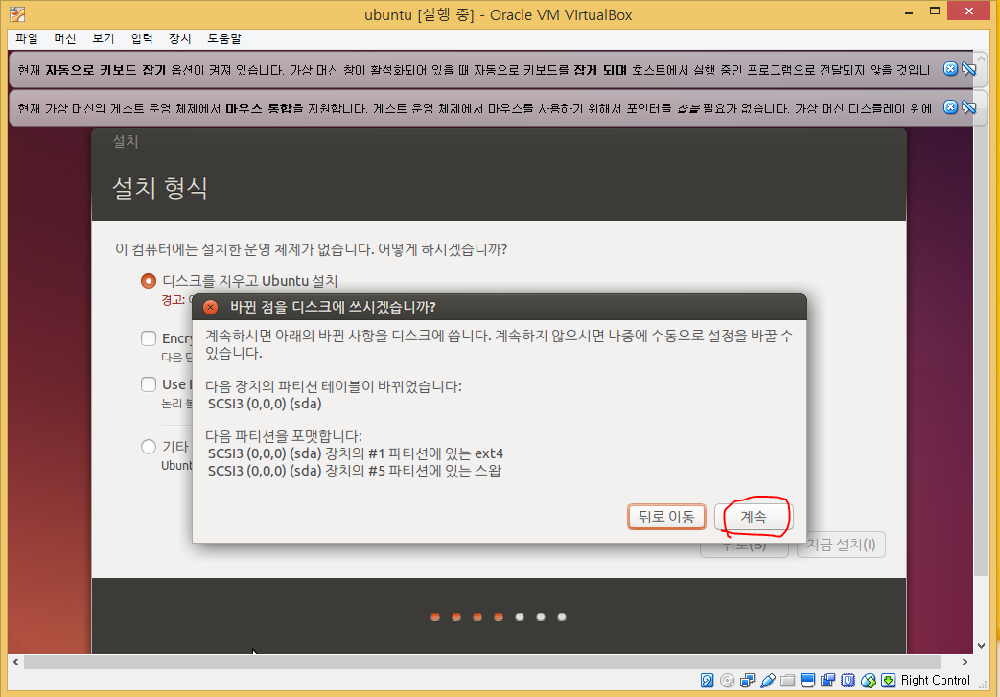 ubuntu [실행 중] - Oracle VM VirtualBox
파일 머신 보기 입력 장치 도움말
현재 자동으로 키보드 잡기 옵션이 켜져 있습니다. 가상 머신 창이 활성화되어 있을 때 자동으로 키보드를 잡게 되며 호스트에서 실행 중인 프로그램으로 전달되지 않을 것입니
현재 가상 머신의 게스트 운영 체제에서 마우스 통합을 지원합니다. 게스트 운영 체제에서 마우스를 사용하기 위해서 포인터를 잡을 필요가 없습니다. 가상 머신 디스플레이 위에
설치
설치 형식
이 컴퓨터에는 설치한 운영 체제가 없습니다. 어떻게 하시겠습니까?
디스크를 지우고 Ubuntu 설치
경고:
바뀐 점을 디스크에 쓰시겠습니까?
계속하시면 아래의 바뀐 사항을 디스크에 씁니다. 계속하지 않으시면 나중에 수동으로 설정을 바꿀 수
있습니다.
Encry
다음 단
다음 장치의 파티션 테이블이 바뀌었습니다:
Use L
논리 볼
SCSI3 (0,0,0) (sda)
다음 파티션을 포맷합니다:
기타
SCSI3 (0,0,0) (sda) 장치의 #1 파티션에 있는 ext4
Ubunt
SCSI3 (0,0,0) (sda) 장치의 #5 파티션에 있는 스왑
뒤로 이동 계속
뒤로(B) 지금 설치(I)
Right Control